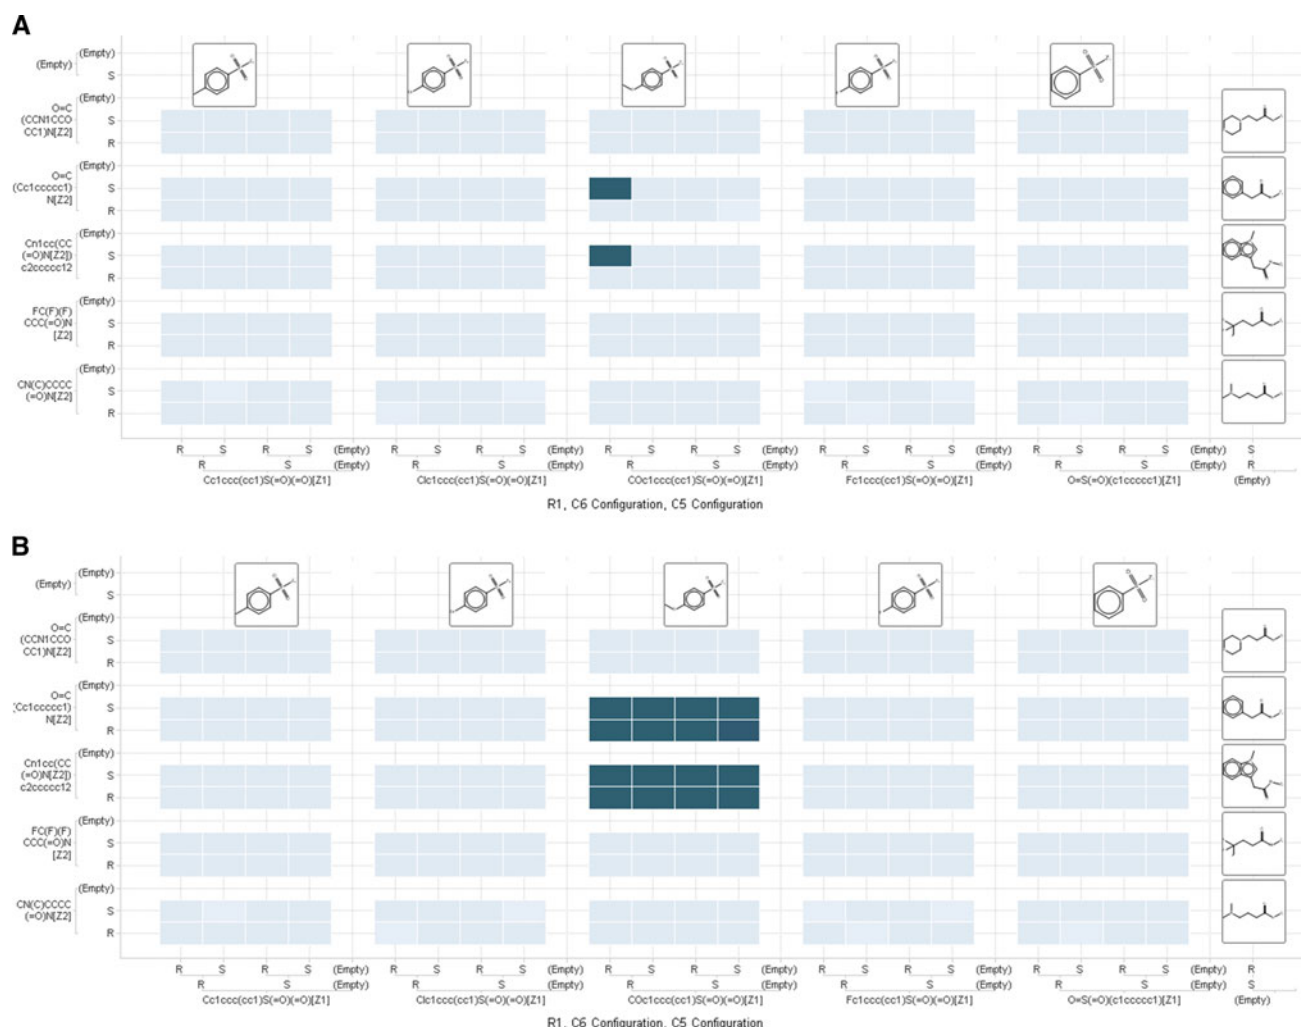 A
(Empty)
(Empty)
S
(Empty)
O=C
(CCN1CCO
CC1)N[Z2]
S
R
(Empty)
O=C
(Cc1ccccc1)
N[Z2]
S
R
(Empty)
Cn1cc(CC
(=O)N[Z2])
c2ccccc12
S
R
(Empty)
FC(F)(F)
CCC(=O)N
[Z2]
S
R
(Empty)
CN(C)CCCC
(=O)N[Z2]
S
R
R S R S (Empty) R S R S (Empty) R S R S (Empty) R S R S (Empty) R S R S (Empty) S
R S (Empty) R S (Empty) R S (Empty) R S (Empty) R S (Empty) R
Cc1ccc(cc1)S(=O)(=O)[Z1] Clc1ccc(cc1)S(=O)(=O)[Z1] COc1ccc(cc1)S(=O)(=O)[Z1] Fc1ccc(cc1)S(=O)(=O)[Z1] O=S(=O)(c1ccccc1)[Z1] (Empty)
R1, C6 Configuration, C5 Configuration
B
(Empty)
(Empty)
S
(Empty)
O=C
(CCN1CCO
CC1)N[Z2]
S
R
(Empty)
O=C
(Cc1ccccc1)
N[Z2]
S
R
(Empty)
Cn1cc(CC
(=O)N[Z2])
c2ccccc12
S
R
(Empty)
FC(F)(F)
CCC(=O)N
[Z2]
S
R
(Empty)
CN(C)CCCC
(=O)N[Z2]
S
R
R S R S (Empty) R S R S (Empty) R S R S (Empty) R S R S (Empty) R S R S (Empty) R
R S (Empty) R S (Empty) R S (Empty) R S (Empty) R S (Empty) S
Cc1ccc(cc1)S(=O)(=O)[Z1] Clc1ccc(cc1)S(=O)(=O)[Z1] COc1ccc(cc1)S(=O)(=O)[Z1] Fc1ccc(cc1)S(=O)(=O)[Z1] O=S(=O)(c1ccccc1)[Z1] (Empty)
R1, C6 Configuration, C5 Configuration